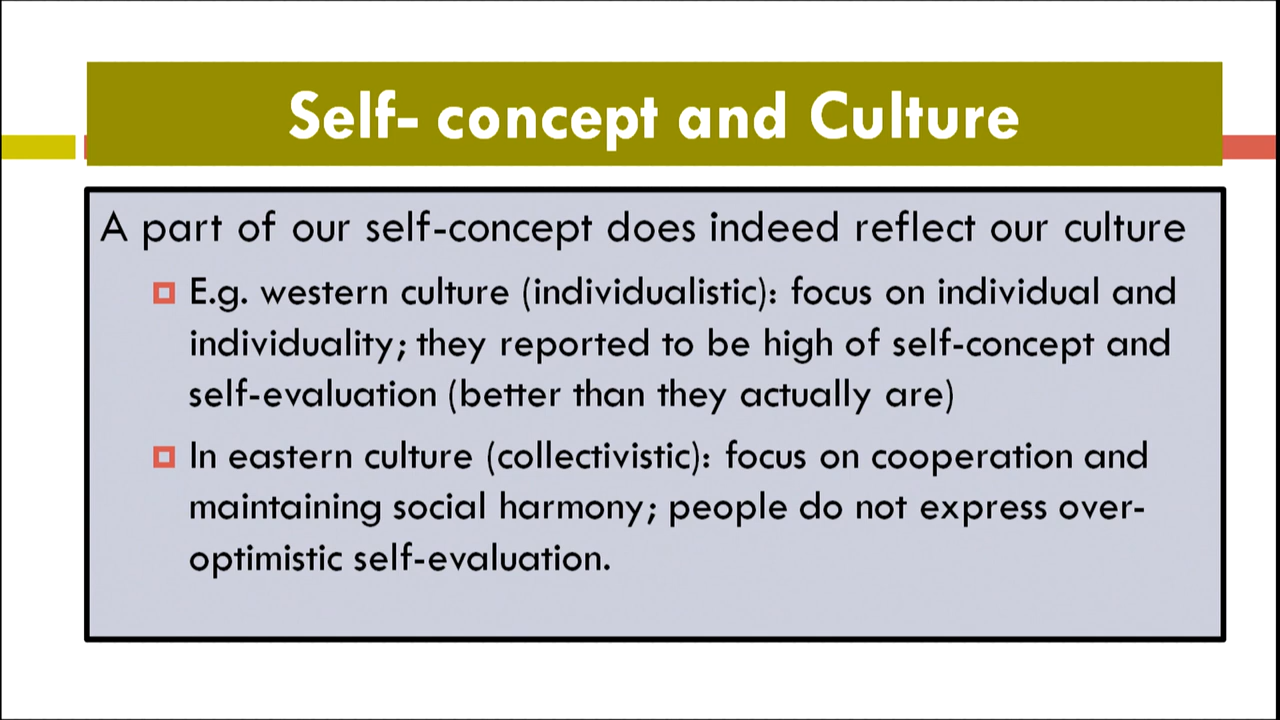 Self- concept and Culture
A part of our self-concept does indeed reflect our culture
E.g. western culture (individualistic): focus on individual and
individuality; they reported to be high of self-concept and
self-evaluation (better than they actually are)
In eastern culture (collectivistic): focus on cooperation and
maintaining social harmony; people do not express over-
optimistic self-evaluation.